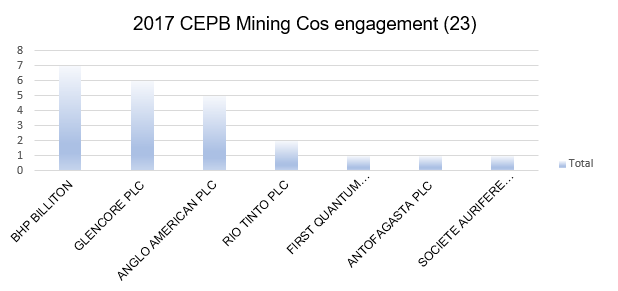 2017 CEPB Mining Cos engagement (23)
8
7
6
5
4
3
2
1
0
BHP BILLITON
GLENCORE PLC
ANGLO AMERICAN PLC
RIO TINTO PLC
FIRST QUANTUM...
ANTOFAGASTA PLC
SOCIETE AURIFERE...
Total